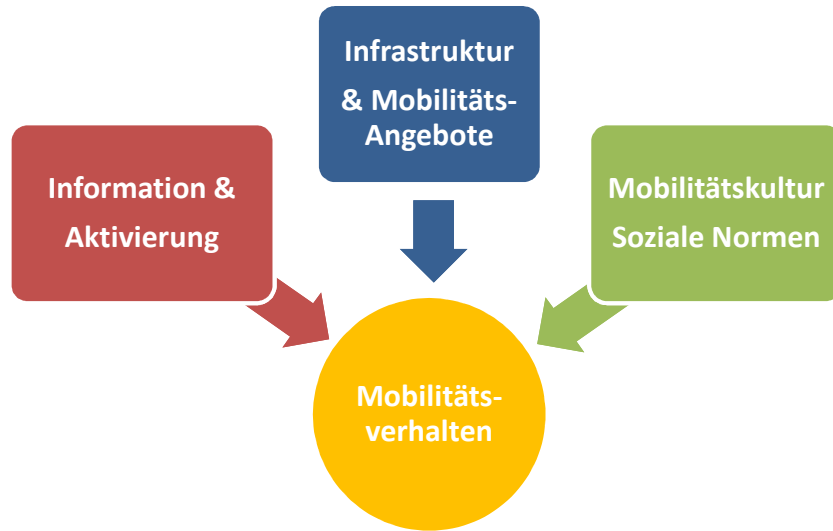 Infrastruktur
& Mobilitäts-
Angebote
Information &
Aktivierung
Mobilitätskultur
Soziale Normen
Mobilitäts-
verhalten